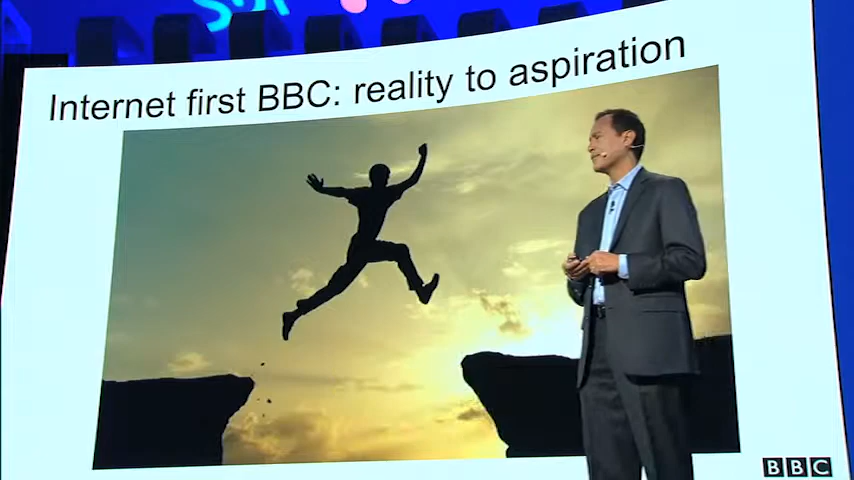 Internet first BBC: reality to aspiration
BBC